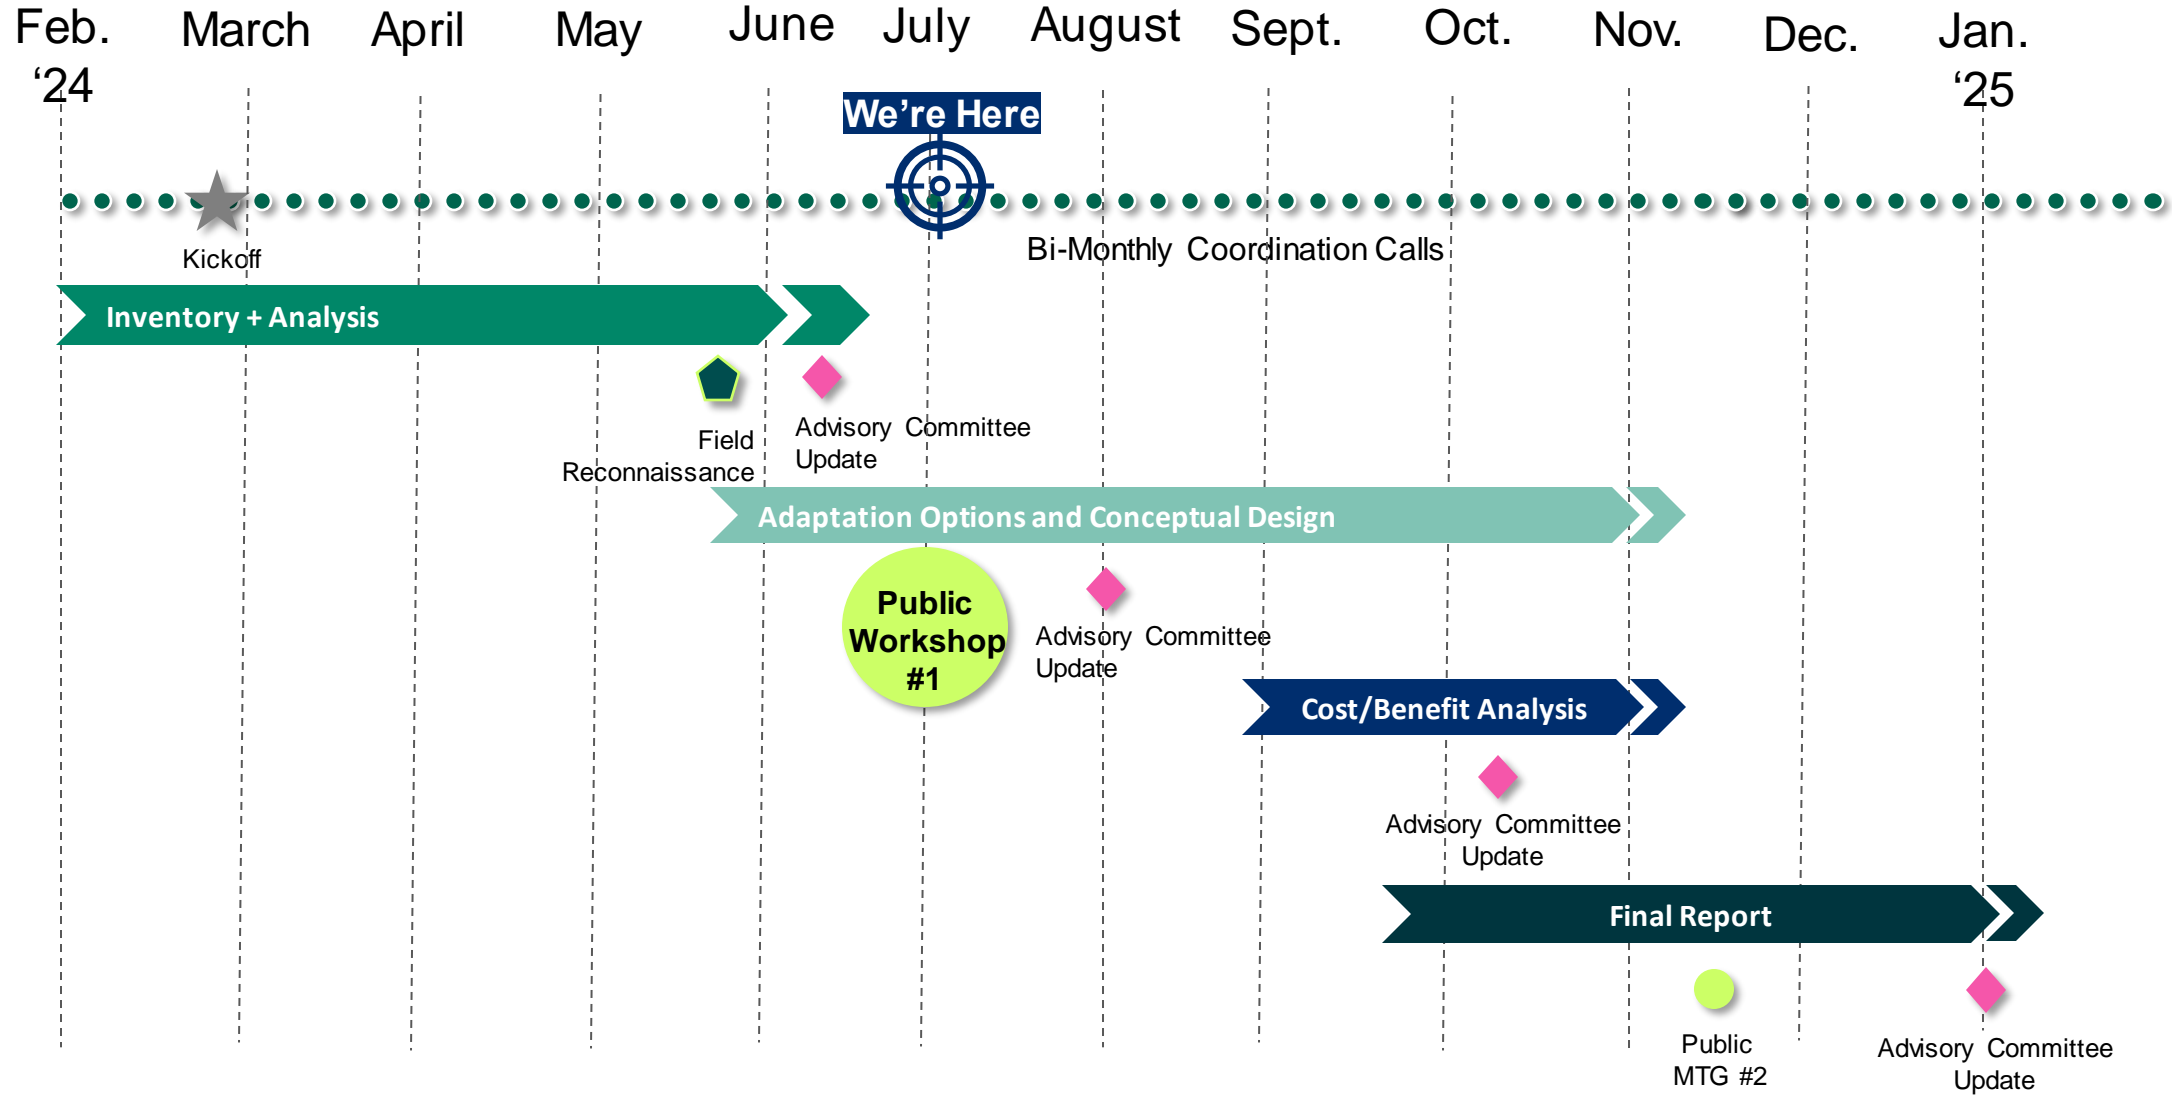 Feb. March April May June July August Sept. Oct. Nov. Dec. Jan.
‘24 ‘25
We’re Here
Kickoff
Bi-Monthly Coordination Calls
Inventory + Analysis
Field
Reconnaissance
Advisory Committee
Update
Adaptation Options and Conceptual Design
Public
Workshop
#1
Advisory Committee
Update
Cost/Benefit Analysis
Advisory Committee
Update
Final Report
Public
MTG #2
Advisory Committee
Update